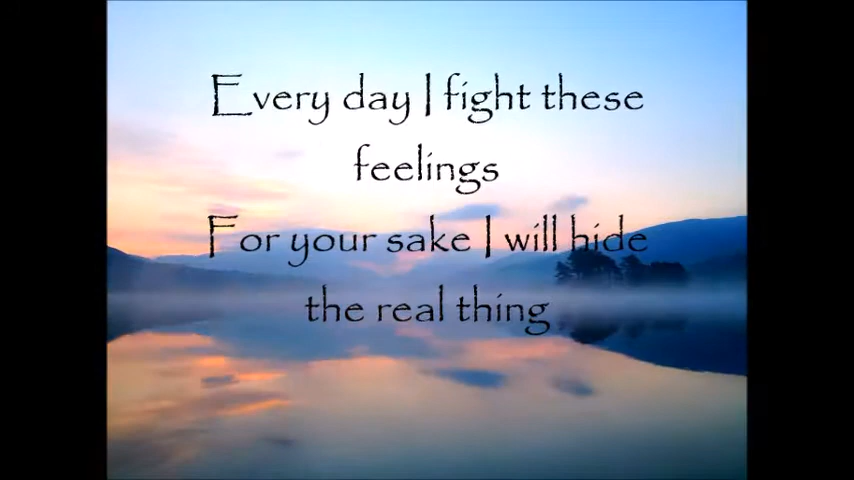 Every day I fight these
feelings
For your sake I will hide
the real thing